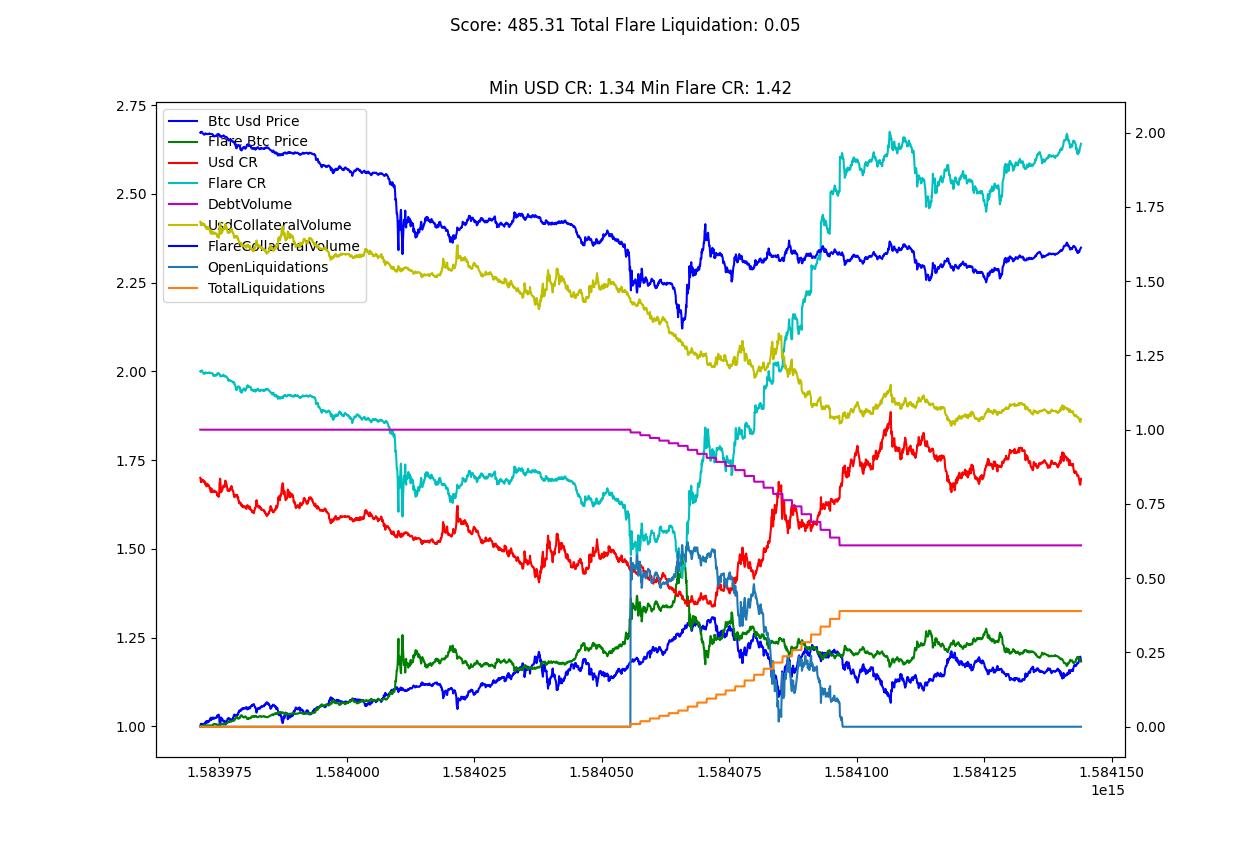 Score: 485.31 Total Flare Liquidation: 0.05
Min USD CR: 1.34 Min Flare CR: 1.42
2.75
2.50
2.25
2.00
1.75
1.50
1.25
1.00
Btc Usd Price
Flare Btc Price
Usd CR
Flare CR
DebtVolume
UsdCollateralVolume
FlareCollateralVolume
OpenLiquidations
TotalLiquidations
2.00
1.75
1.50
1.25
1.00
0.75
0.50
0.25
0.00
1.583975 1.584000 1.584025 1.584050 1.584075 1.584100 1.584125 1.584150
1e15